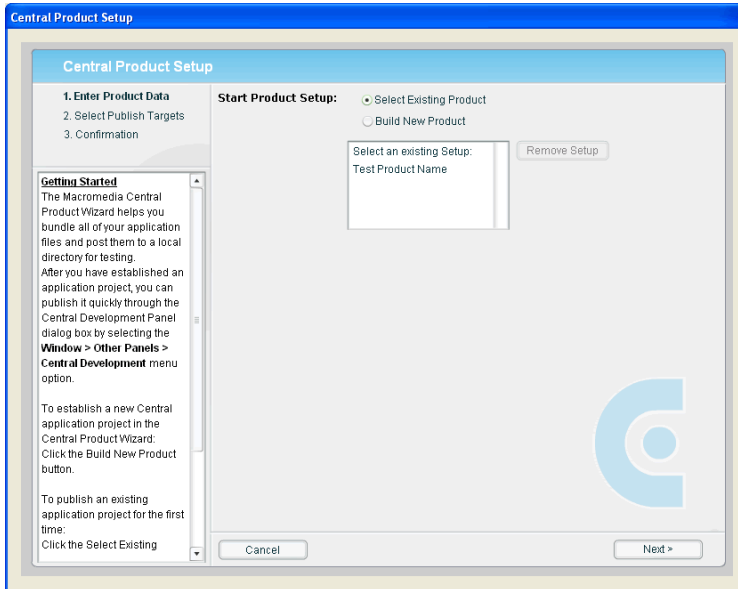 Central Product Setup
Central Product Setup
1. Enter Product Data
2. Select Publish Targets
3. Confirmation
Start Product Setup:
Select Existing Product
Build New Product
Select an existing Setup:
Test Product Name
Remove Setup
Getting Started
The Macromedia Central
Product Wizard helps you
bundle all of your application
files and post them to a local
directory for testing.
After you have established an
application project, you can
publish it quickly through the
Central Development Panel
dialog box by selecting the
Window > Other Panels >
Central Development menu
option.
To establish a new Central
application project in the
Central Product Wizard:
Click the Build New Product
button.
To publish an existing
application project for the first
time:
Click the Select Existing
Cancel
Next >